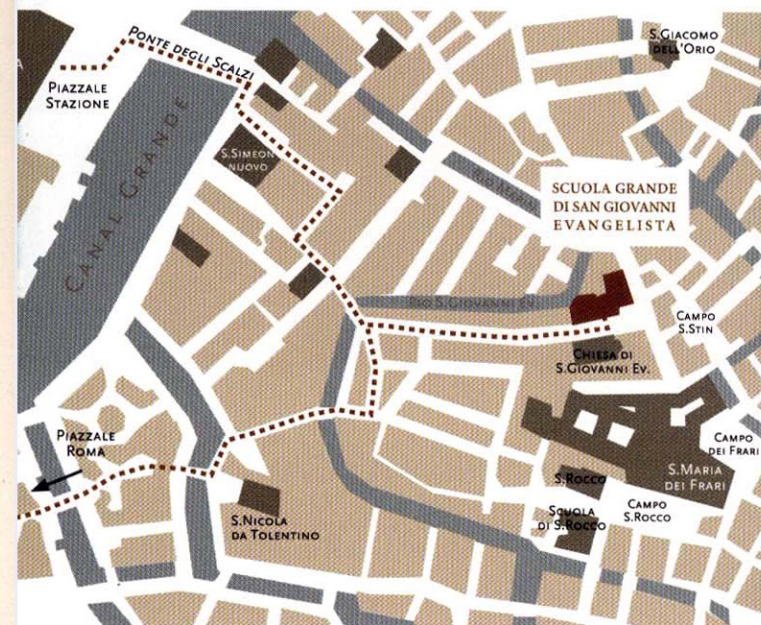 PONTE DEGLI SCALZI
S.GIACOMO
DELL'ORIO
A
PIAZZALE
STAZIONE
CANAL GRANDE
S.SIMEON
NUOVO
RIO MARIN
SCUOLA GRANDE
DI SAN GIOVANNI
EVANGELISTA
RIO S.GIOVANNI EV.
CAMPO
S.STIN
CHIESA DI
S.GIOVANNI EV.
PIAZZALE
ROMA
CAMPO
DEI FRARI
S.MARIA
DEI FRARI
S.ROCCO
CAMPO
S.ROCCO
SCUOLA
DI S.ROCCO
S.NICOLA
DA TOLENTINO